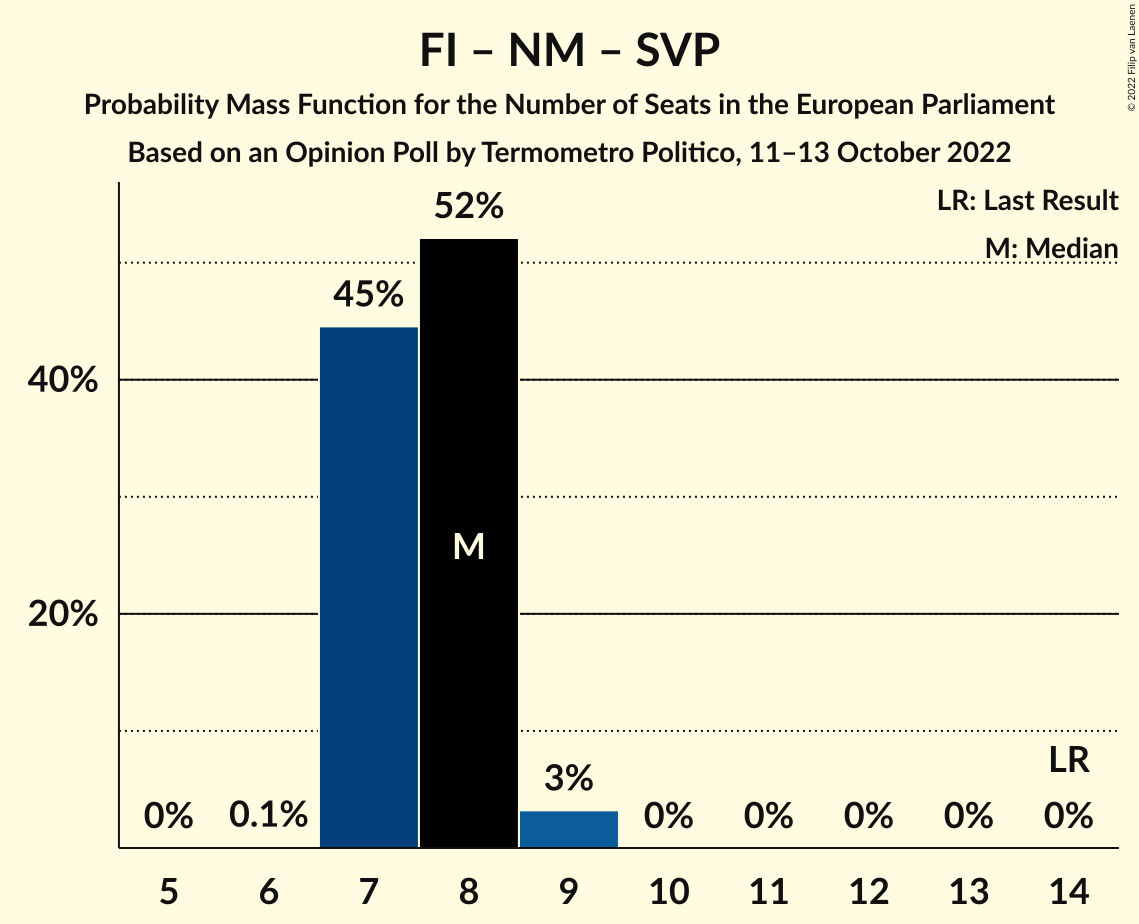 FI – NM – SVP
Probability Mass Function for the Number of Seats in the European Parliament
Based on an Opinion Poll by Termometro Politico, 11–13 October 2022
© 2022 Filip van Laenen
LR: Last Result
M: Median
52%
45%
40%
M
20%
LR
3%
0% 0.1% 0% 0% 0% 0% 0%
5 6 7 8 9 10 11 12 13 14